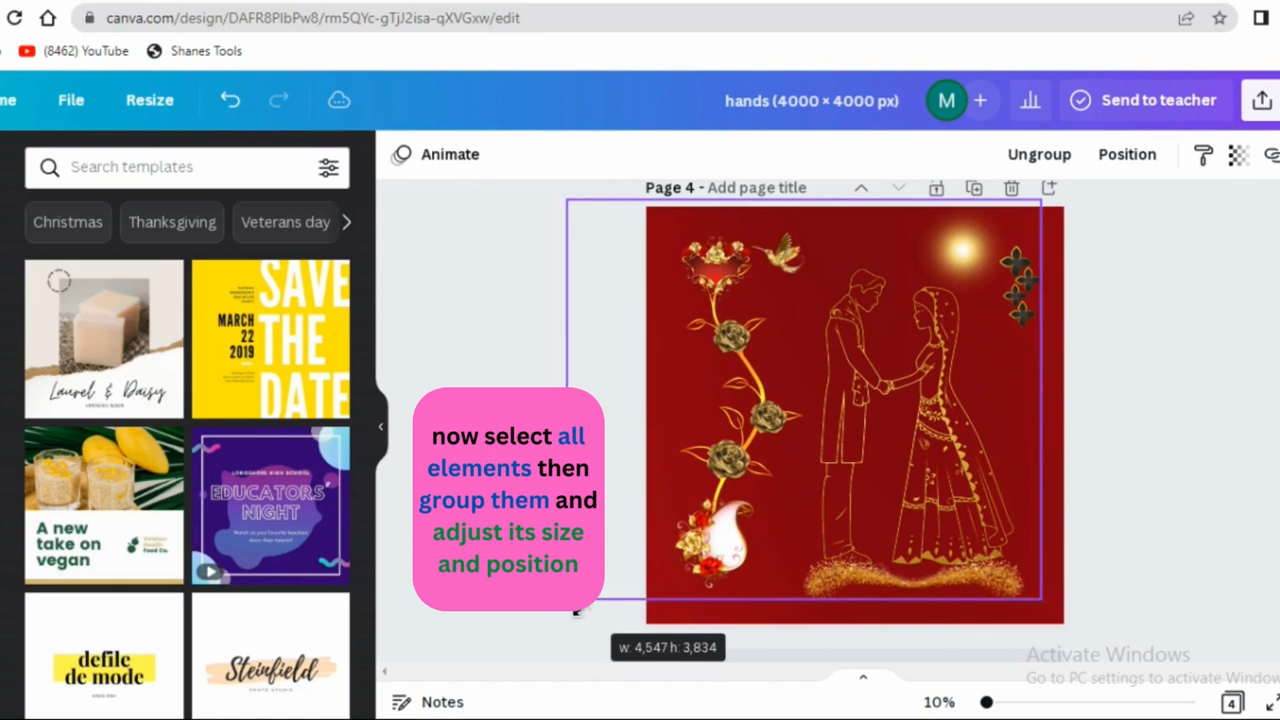 canva.com/design/DAFR8PlbPw8/rm5QYc-gTjJ2isa-qXVGxw/edit
(8462) YouTube
Shanes Tools
me
File
Resize
hands (4000 × 4000 px)
M
+
Send to teacher
Search templates
Animate
Ungroup
Position
Page 4 - Add page title
Christmas
Thanksgiving
Veterans day
Laurel & Daisy
SAVE
THE
DATE
MARCH
22
2019
now select all
elements then
group them and
adjust its size
and position
A new
take on
vegan
EDUCATORS'
NIGHT
defile
de mode
Steinfield
w: 4,547 h: 3,834
Activate Windows
Go to PC settings to activate Window
Notes
10%
4